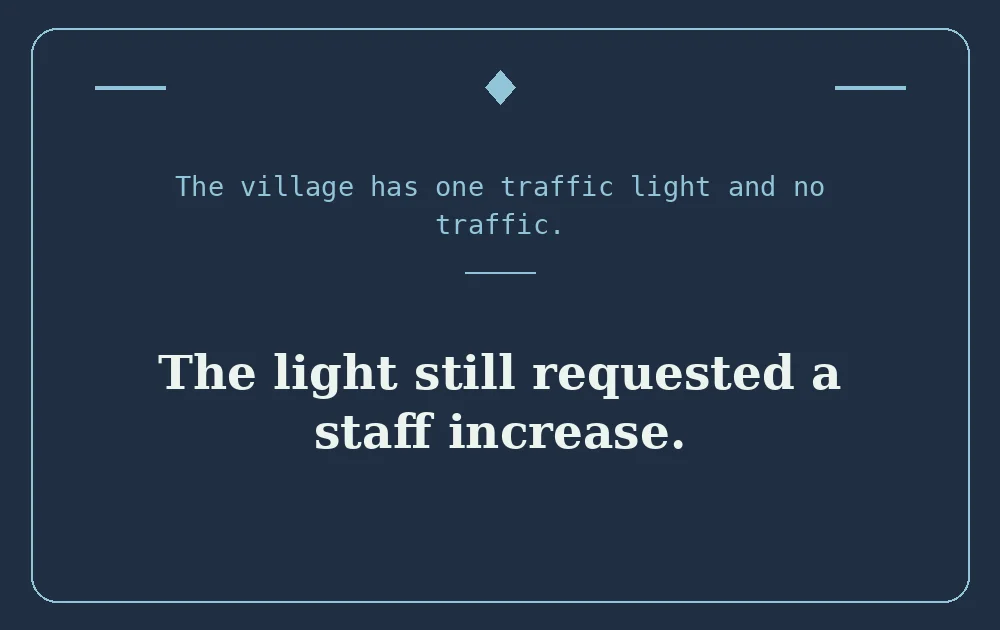 The village has one traffic light and no
traffic.
The light still requested a
staff increase.